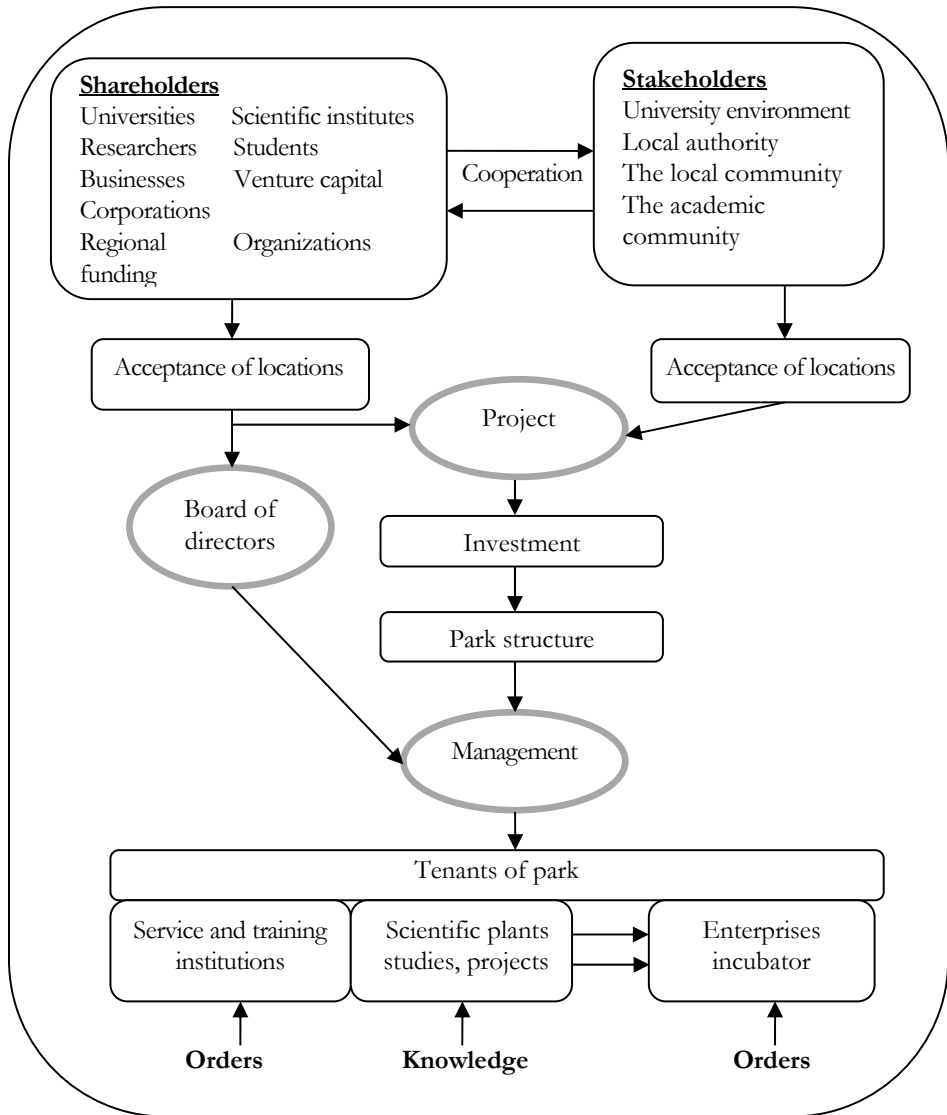 Shareholders
Universities Scientific institutes
Researchers Students
Businesses Venture capital
Corporations
Regional Organizations
funding
Cooperation
Stakeholders
University environment
Local authority
The local community
The academic
community
Acceptance of locations
Acceptance of locations
Project
Board of
directors
Investment
Park structure
Management
Tenants of park
Service and training
institutions
Scientific plants
studies, projects
Enterprises
incubator
Orders
Knowledge
Orders